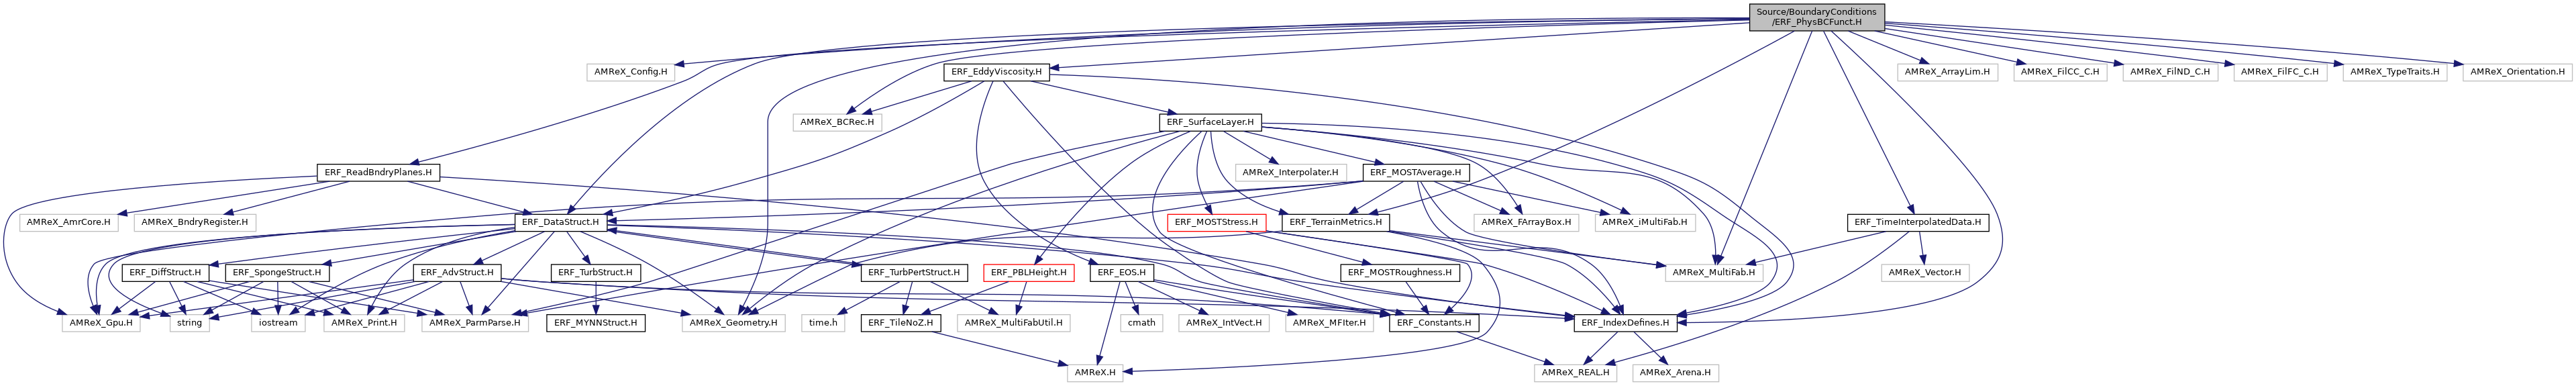 Source/BoundaryConditions
/ERF_PhysBCFunct.H
AMReX_Config.H
ERF_EddyViscosity.H
AMReX_ArrayLim.H
AMReX_FilCC_C.H
AMReX_FilND_C.H
AMReX_FilFC_C.H
AMReX_TypeTraits.H
AMReX_Orientation.H
AMReX_BCRec.H
ERF_SurfaceLayer.H
ERF_ReadBndryPlanes.H
AMReX_Interpolater.H
ERF_MOSTAverage.H
AMReX_AmrCore.H
AMReX_BndryRegister.H
ERF_DataStruct.H
ERF_MOSTStress.H
ERF_TerrainMetrics.H
AMReX_FArrayBox.H
AMReX_iMultiFab.H
ERF_TimeInterpolatedData.H
ERF_DiffStruct.H
ERF_SpongeStruct.H
ERF_AdvStruct.H
ERF_TurbStruct.H
ERF_TurbPertStruct.H
ERF_PBLHeight.H
ERF_EOS.H
ERF_MOSTRoughness.H
AMReX_MultiFab.H
AMReX_Vector.H
AMReX_Gpu.H
string
iostream
AMReX_Print.H
AMReX_ParmParse.H
ERF_MYNNStruct.H
AMReX_Geometry.H
time.h
ERF_TileNoZ.H
AMReX_MultiFabUtil.H
cmath
AMReX_IntVect.H
AMReX_MFIter.H
ERF_Constants.H
ERF_IndexDefines.H
AMReX.H
AMReX_REAL.H
AMReX_Arena.H